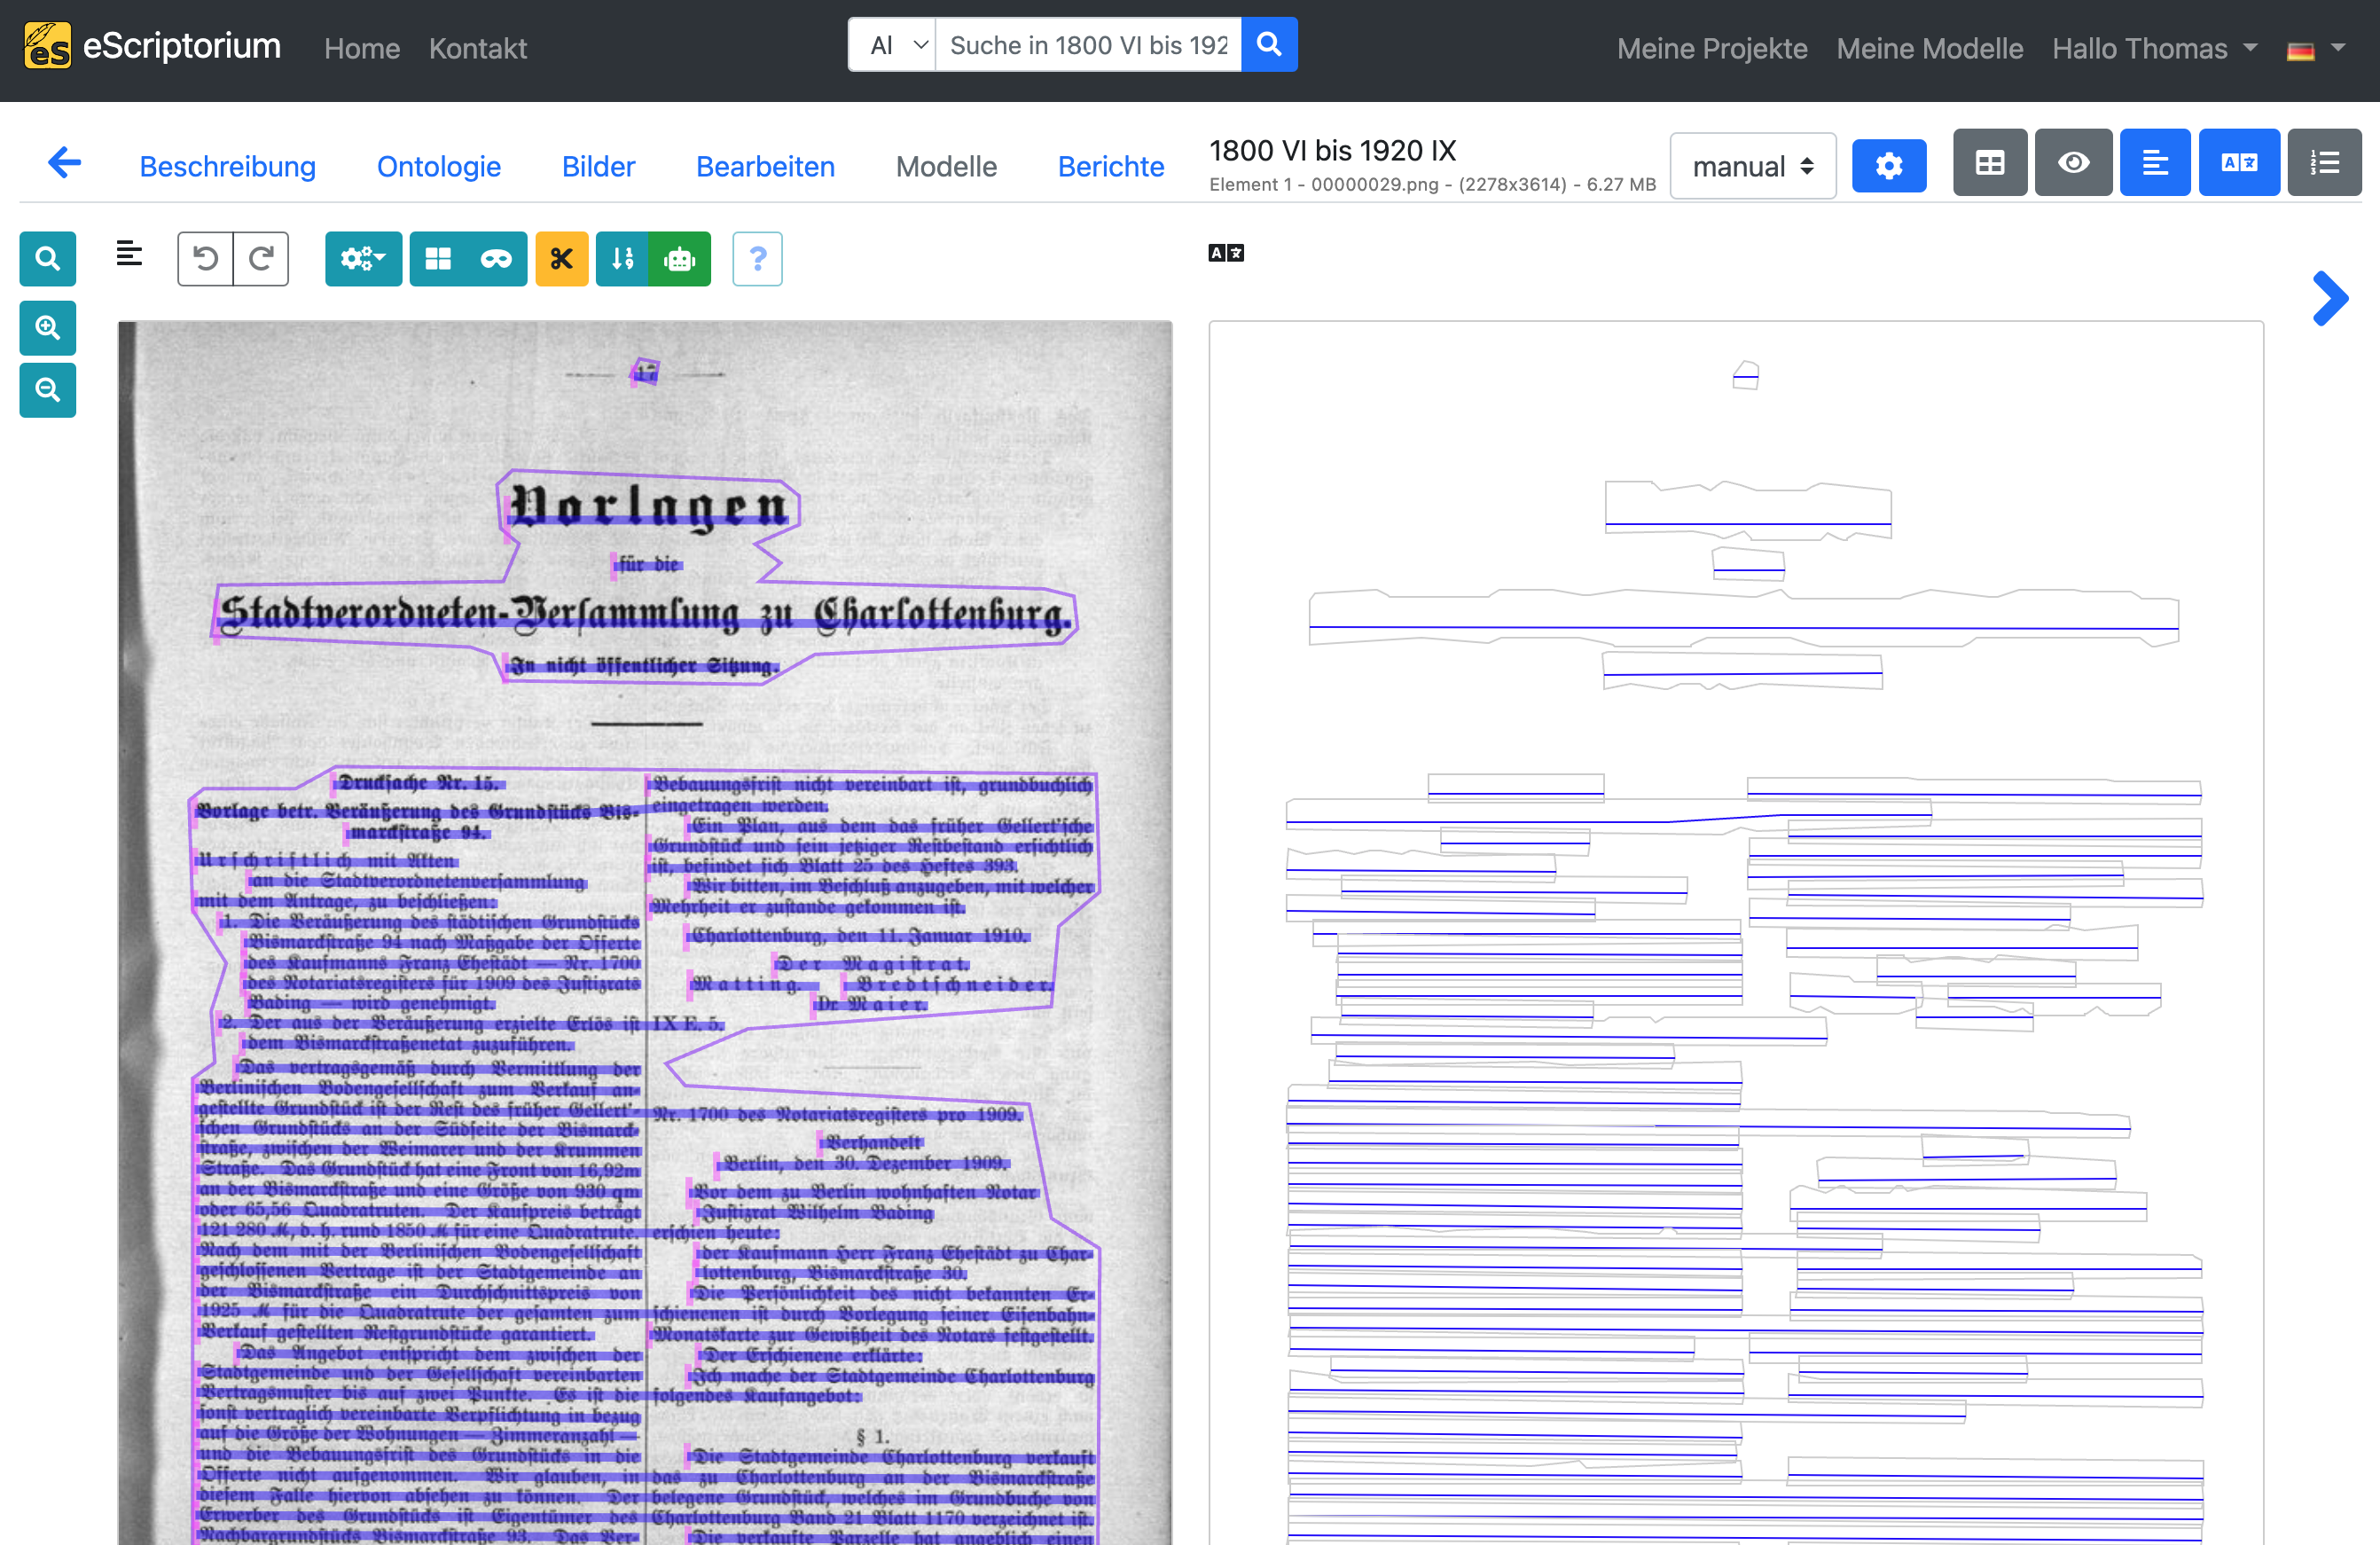 eS eScriptorium
Home
Kontakt
Al
Suche in 1800 VI bis 192
Meine Projekte
Meine Modelle
Hallo Thomas
Beschreibung
Ontologie
Bilder
Bearbeiten
Modelle
Berichte
1800 VI bis 1920 IX
Element 1 - 00000029.png - (2278x3614) - 6.27 MB
manual
?
17
Vorlagen
für die
Stadtverordneten-Verſammlung zu Charlottenburg.
In nicht öffentlicher Sitzung.
Druckſache Nr. 15.
Vorlage betr. Veräußerung des Grundſtücks Bis-
marckſtraße 94.
Urſchriftlich mit Akten
an die Stadtverordnetenverſammlung
mit dem Antrage, zu beſchließen:
1. Die Veräußerung des ſtädtiſchen Grundſtücks
Bismarckſtraße 94 nach Maßgabe der Offerte
des Kaufmanns Franz Eheſtädt — Nr. 1700
des Notariatsregiſters für 1909 des Juſtizrats
Bading — wird genehmigt.
2. Der aus der Veräußerung erzielte Erlös iſt
dem Bismarckſtraßenetat zuzuführen.
Das vertragsgemäß durch Vermittlung der
Berliniſchen Bodengeſellſchaft zum Verkauf an-
geſtellte Grundſtück iſt der Reſt des früher Gellert'-
ſchen Grundſtücks an der Südſeite der Bismarck-
ſtraße, zwiſchen der Weimarer und der Krummen
Straße. Das Grundſtück hat eine Front von 16,92m
an der Bismarckſtraße und eine Größe von 930 qm
oder 65,56 Quadratruten. Der Kaufpreis beträgt
121 280 ℳ, d. h. rund 1850 ℳ für eine Quadratrute.
Nach dem mit der Berliniſchen Bodengeſellſchaft
geſchloſſenen Vertrage iſt der Stadtgemeinde an
der Bismarckſtraße ein Durchſchnittspreis von
1925 ℳ für die Quadratrute der geſamten zum
Verkauf geſtellten Reſtgrundſtücke garantiert.
Das Angebot entſpricht dem zwiſchen der
Stadtgemeinde und der Geſellſchaft vereinbarten
Vertragsmuſter bis auf zwei Punkte. Es iſt die
ſonſt vertraglich vereinbarte Verpflichtung in bezug
auf die Größe der Wohnungen — Zimmeranzahl —
und die Bebauungsfriſt des Grundſtücks in die
Offerte nicht aufgenommen. Wir glauben, in
dieſem Falle hiervon abſehen zu können. Der
Erwerber des Grundſtücks iſt Eigentümer des
Nachbargrundſtücks Bismarckſtraße 93. Das Ver-
Bebauungsfriſt nicht vereinbart iſt, grundbuchlich
eingetragen werden.
Ein Plan, aus dem das früher Gellert'ſche
Grundſtück und ſein jetziger Reſtbeſtand erſichtlich
iſt, befindet ſich Blatt 25 des Heftes 393.
Wir bitten, im Beſchluß anzugeben, mit welcher
Mehrheit er zuſtande gekommen iſt.
Charlottenburg, den 11. Januar 1910.
Der Magiſtrat.
Matting. Bredtſchneider.
Dr Maier.
IX E. 5.
Nr. 1700 des Notariatsregiſters pro 1909.
Verhandelt
Berlin, den 30. Dezember 1909.
Vor dem zu Berlin wohnhaften Notar
Juſtizrat Wilhelm Bading
erſchien heute:
der Kaufmann Herr Franz Eheſtädt zu Char-
lottenburg, Bismarckſtraße 30.
Die Perſönlichkeit des nicht bekannten Er-
ſchienenen iſt durch Vorlegung ſeiner Eiſenbahn-
Monatskarte zur Gewißheit des Notars feſtgeſtellt.
Der Erſchienene erklärte:
Ich mache der Stadtgemeinde Charlottenburg
folgendes Kaufangebot:
§ 1.
Die Stadtgemeinde Charlottenburg verkauft
das zu Charlottenburg an der Bismarckſtraße
belegene Grundſtück, welches im Grundbuche von
Charlottenburg Band 21 Blatt 1170 verzeichnet iſt.
Die verkaufte Parzelle hat angeblich einen